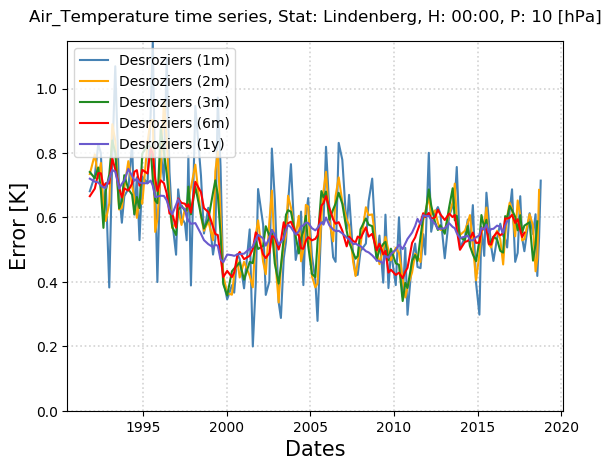 Air_Temperature time series, Stat: Lindenberg, H: 00:00, P: 10 [hPa]
Desroziers (1m)
Desroziers (2m)
Desroziers (3m)
Desroziers (6m)
Desroziers (1y)
Error [K]
1.0
0.8
0.6
0.4
0.2
0.0
1995 2000 2005 2010 2015 2020
Dates